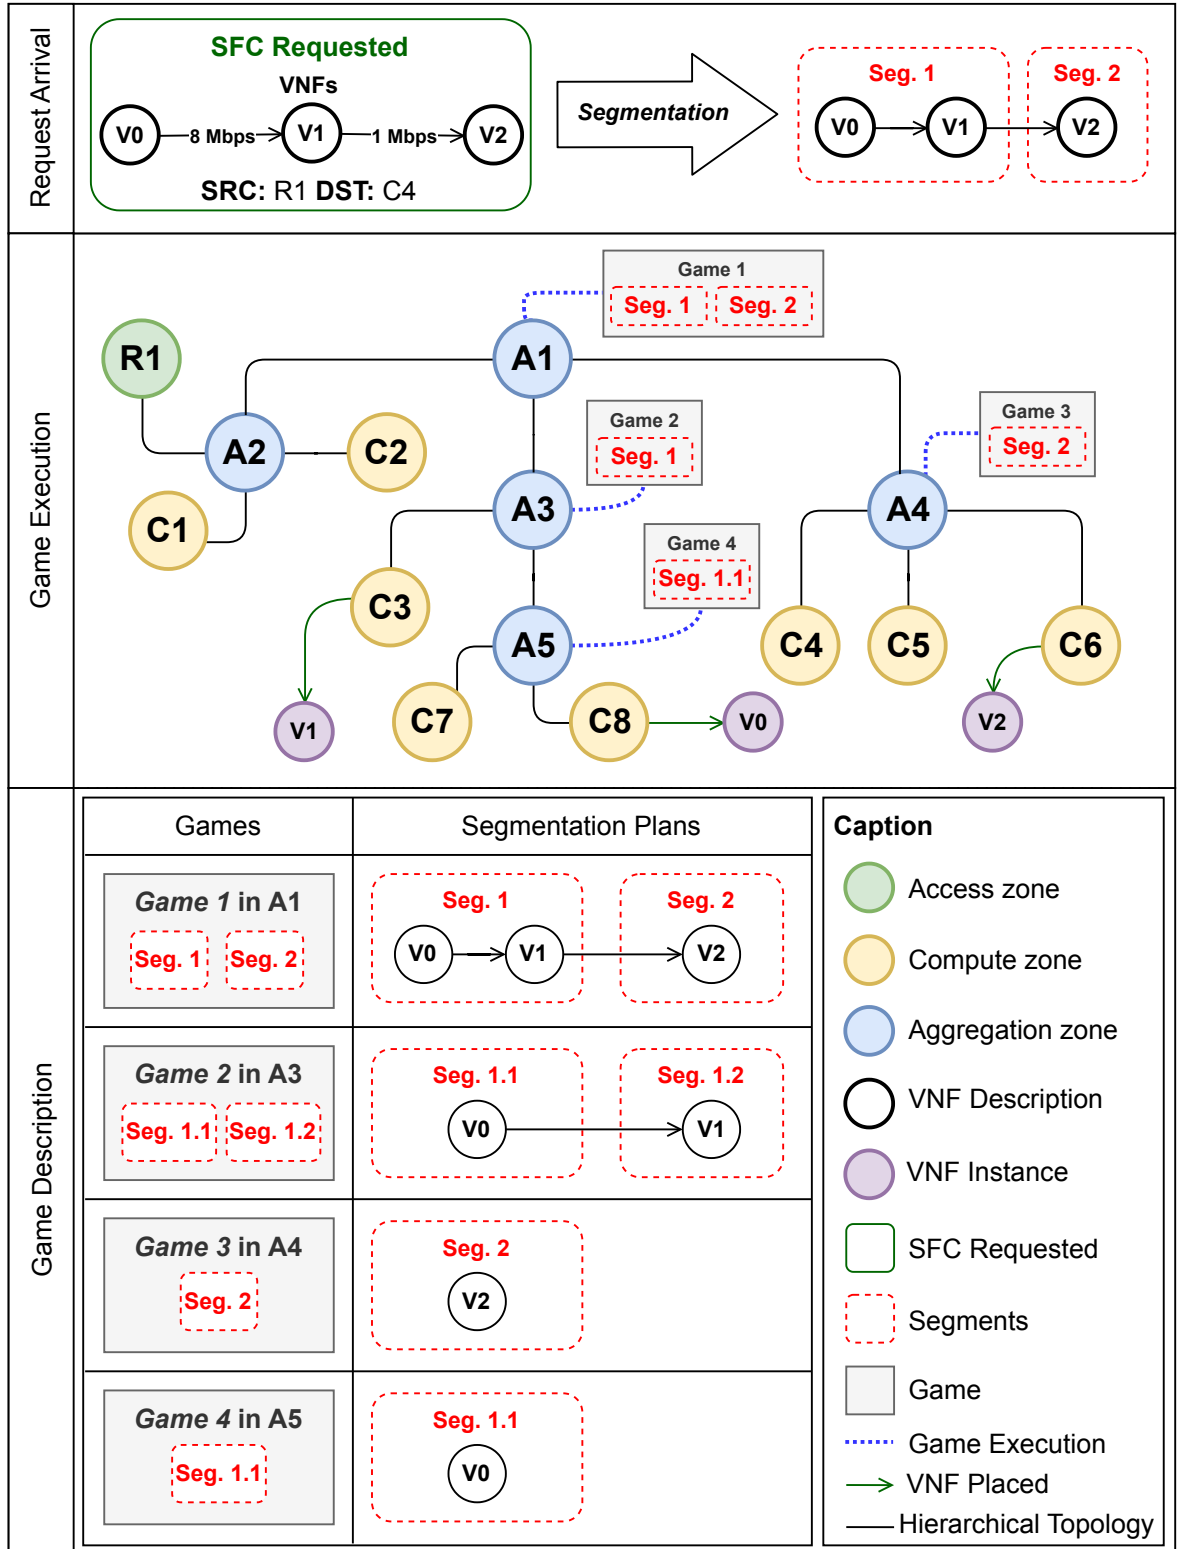 Request Arrival
SFC Requested
VNFs
V0
8 Mbps
V1
1 Mbps
V2
SRC: R1 DST: C4
Segmentation
Seg. 1
Seg. 2
V0
V1
V2
Game Execution
Game 1
Seg. 1
Seg. 2
R1
A1
Game 2
Seg. 1
Game 3
Seg. 2
A2
C2
A3
A4
C1
Game 4
Seg. 1.1
C3
A5
C4
C5
C6
V1
C7
C8
V0
V2
Game Description
Games
Segmentation Plans
Game 1 in A1
Seg. 1
Seg. 2
Seg. 1
Seg. 2
V0
V1
V2
Game 2 in A3
Seg. 1.1
Seg. 1.2
Seg. 1.1
Seg. 1.2
V0
V1
Game 3 in A4
Seg. 2
Seg. 2
V2
Game 4 in A5
Seg. 1.1
Seg. 1.1
V0
Caption
Access zone
Compute zone
Aggregation zone
VNF Description
VNF Instance
SFC Requested
Segments
Game
Game Execution
VNF Placed
Hierarchical Topology